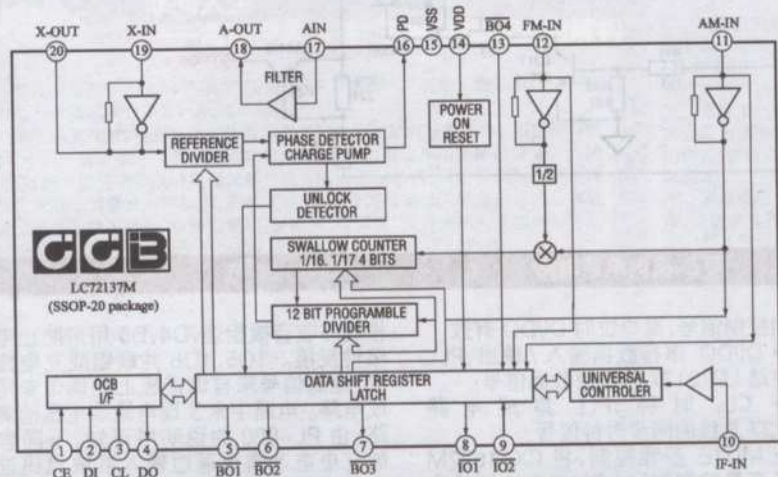 X-OUT X-IN A-OUT AIN PD VSS VDD BO4 FM-IN AM-IN
20 19 18 17 16 15 14 13 12 11
FILTER
REFERENCE
DIVIDER
PHASE DETECTOR
CHARGE PUMP
POWER
ON
RESET
1/2
UNLOCK
DETECTOR
SWALLOW COUNTER
1/16. 1/17 4 BITS
CCB
LC72137M
(SSOP-20 package)
12 BIT PROGRAMBLE
DIVIDER
OCB
I/F
DATA SHIFT REGISTER
LATCH
UNIVERSAL
CONTROLER
1 2 3 4 5 6 7 8 9 10
CE DI CL DO BO1 BO2 BO3 IO1 IO2 IF-IN